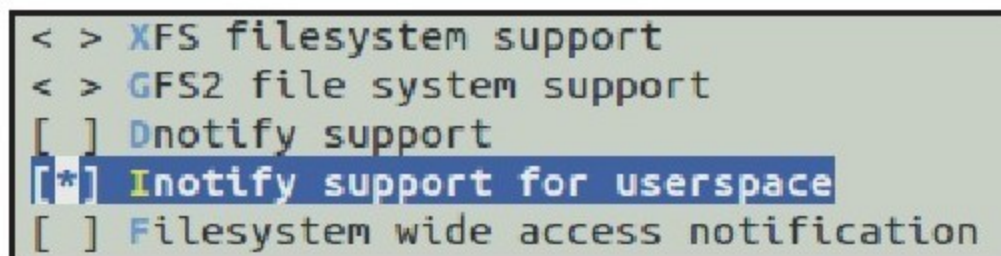 < > XFS filesystem support
< > GFS2 file system support
[ ] Dnotify support
[*] Inotify support for userspace
[ ] Filesystem wide access notification